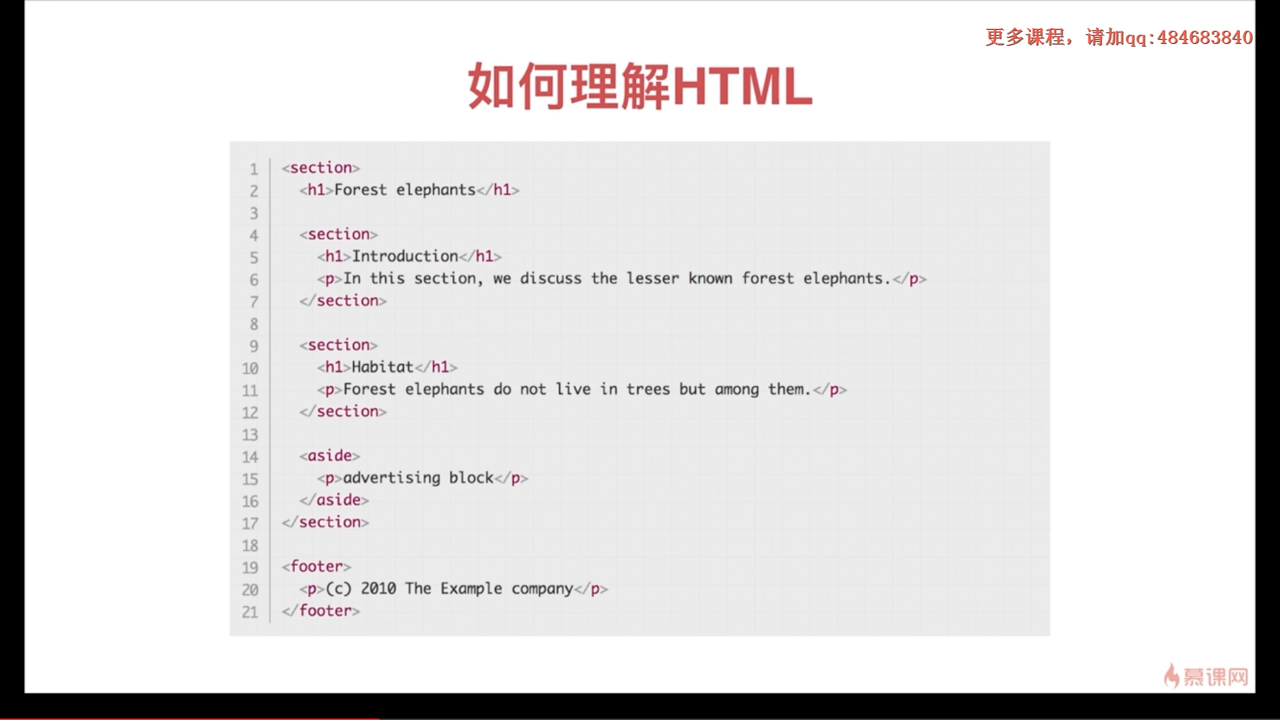 更多课程，请加qq:484683840
如何理解HTML
1 <section>
2 <h1>Forest elephants</h1>
3
4 <section>
5 <h1>Introduction</h1>
6 <p>In this section, we discuss the lesser known forest elephants.</p>
7 </section>
8
9 <section>
10 <h1>Habitat</h1>
11 <p>Forest elephants do not live in trees but among them.</p>
12 </section>
13
14 <aside>
15 <p>advertising block</p>
16 </aside>
17 </section>
18
19 <footer>
20 <p>(c) 2010 The Example company</p>
21 </footer>
慕课网